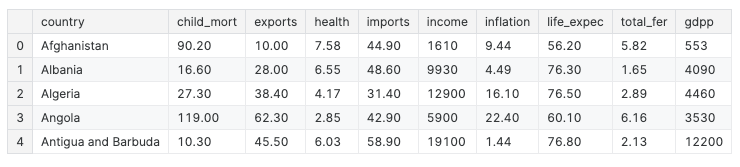 country child_mort exports health imports income inflation life_expec total_fer gdpp
0 Afghanistan 90.20 10.00 7.58 44.90 1610 9.44 56.20 5.82 553
1 Albania 16.60 28.00 6.55 48.60 9930 4.49 76.30 1.65 4090
2 Algeria 27.30 38.40 4.17 31.40 12900 16.10 76.50 2.89 4460
3 Angola 119.00 62.30 2.85 42.90 5900 22.40 60.10 6.16 3530
4 Antigua and Barbuda 10.30 45.50 6.03 58.90 19100 1.44 76.80 2.13 12200